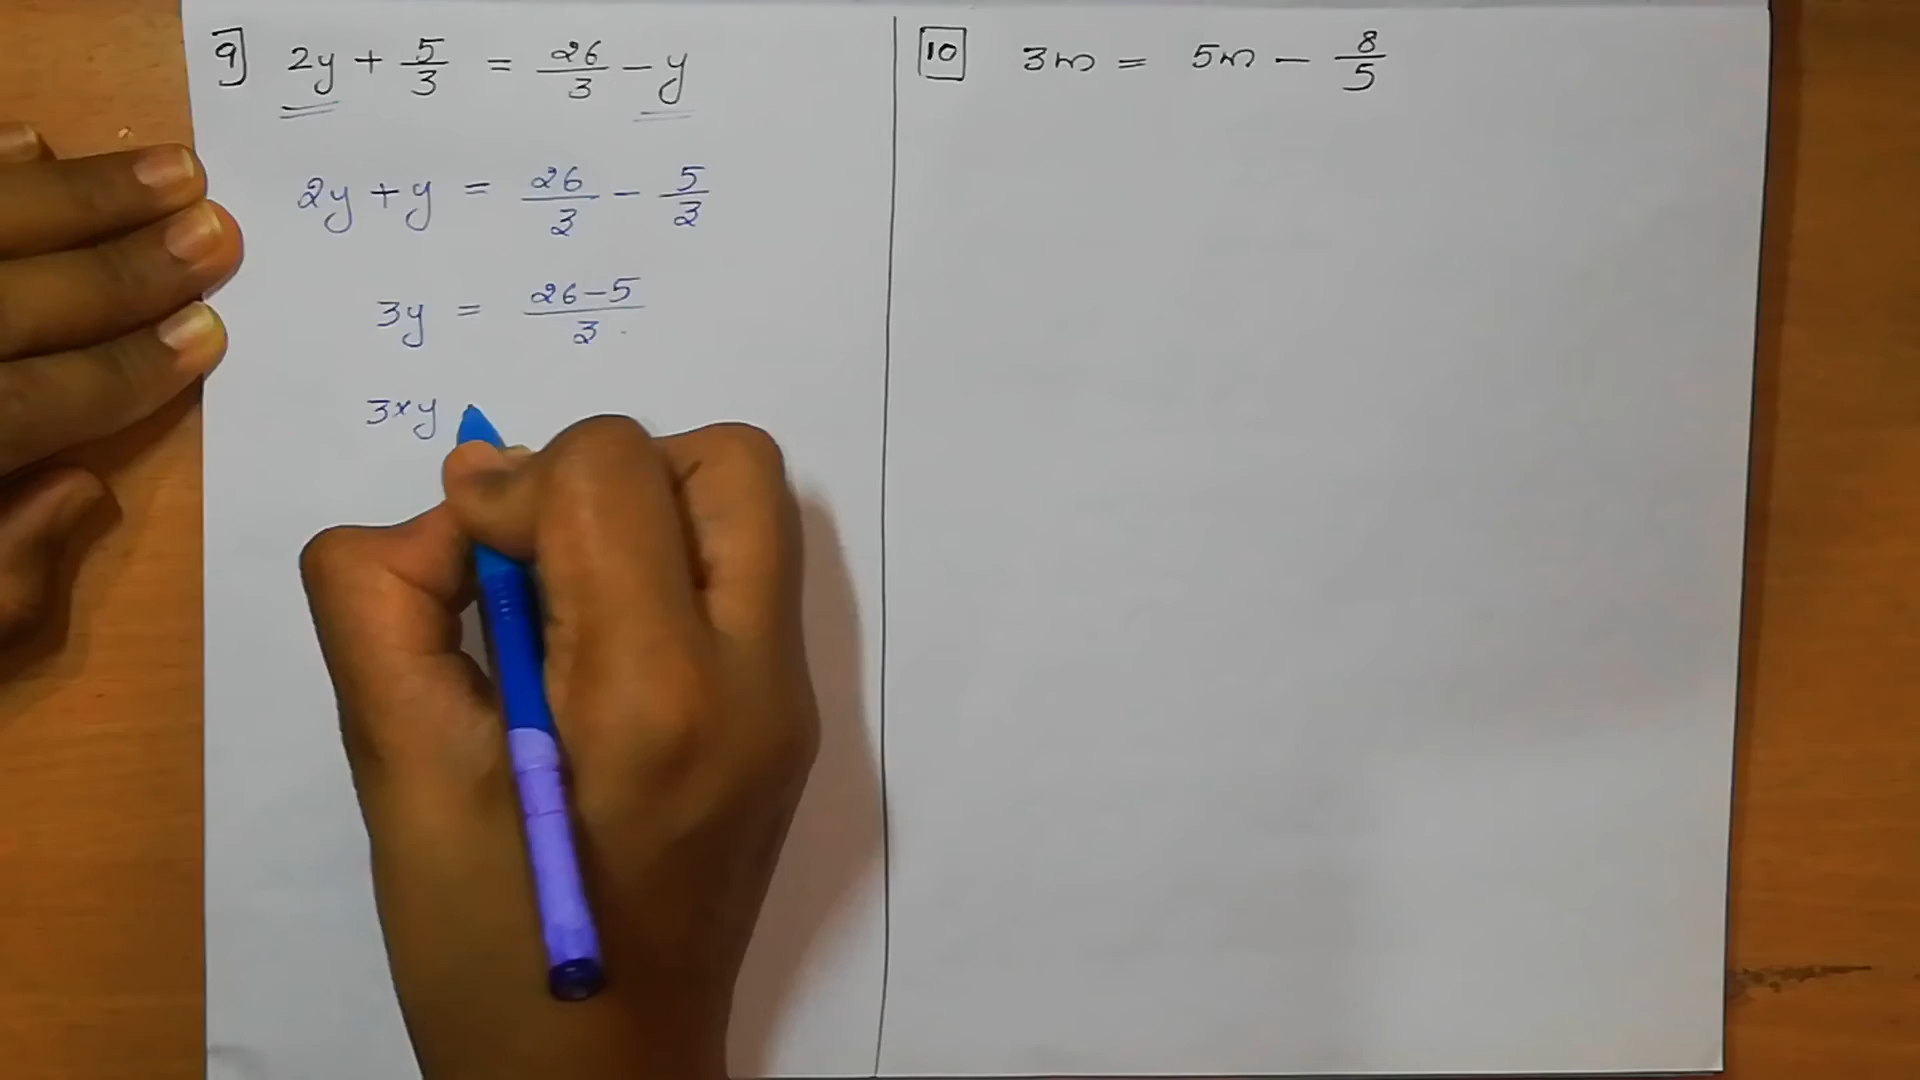 9] 2y + 5/3 = 26/3 - y
2y + y = 26/3 - 5/3
3y = 26-5/3
3×y
10 3m = 5m - 8/5